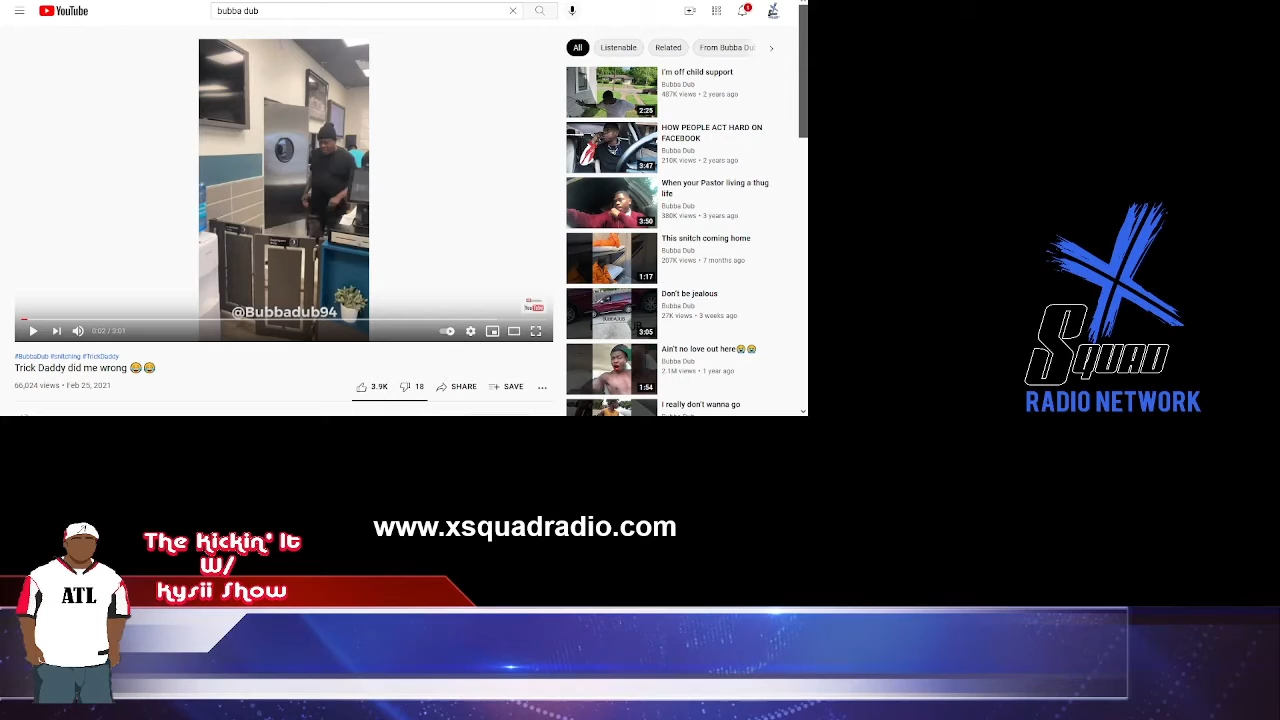 YouTube
bubba dub
1
@Bubbadub94
YouTube
0:02 / 3:01
#BubbaDub #snitching #TrickDaddy
Trick Daddy did me wrong 😂😂
66,024 views • Feb 25, 2021
3.9K
18
SHARE
SAVE
All
Listenable
Related
From Bubba Du
I'm off child support
Bubba Dub
487K views • 2 years ago
2:25
HOW PEOPLE ACT HARD ON
FACEBOOK
Bubba Dub
210K views • 2 years ago
3:47
When your Pastor living a thug
life
Bubba Dub
380K views • 3 years ago
3:50
This snitch coming home
Bubba Dub
207K views • 7 months ago
1:17
Don't be jealous
Bubba Dub
27K views • 3 weeks ago
3:05
Ain't no love out here😭😭
Bubba Dub
2.1M views • 1 year ago
1:54
I really don't wanna go
X
SQUAD
RADIO NETWORK
www.xsquadradio.com
The Kickin' It
W/
Kysii Show
ATL